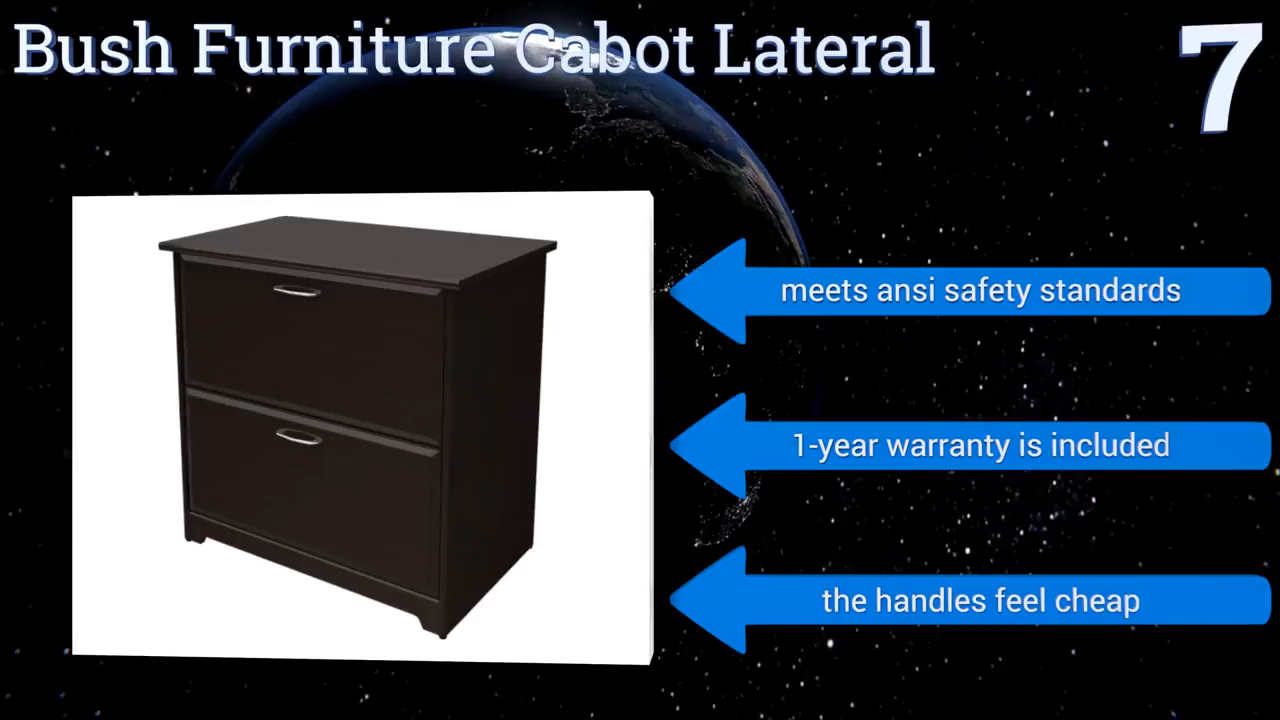 Bush Furniture Cabot Lateral
7
meets ansi safety standards
1-year warranty is included
the handles feel cheap